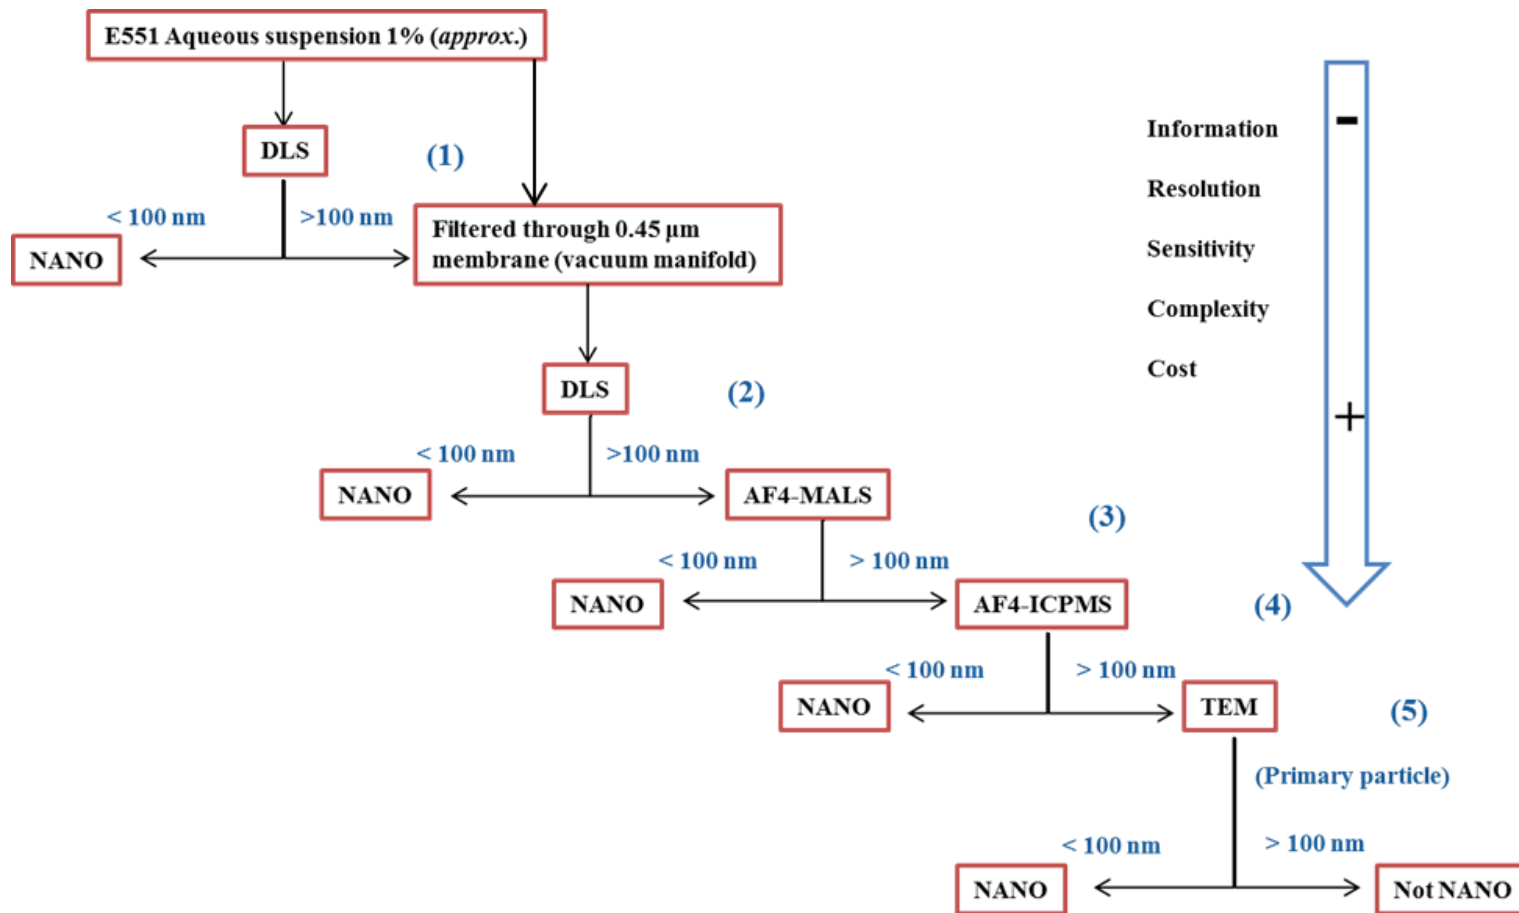 E551 Aqueous suspension 1% (approx.)
DLS
(1)
< 100 nm
>100 nm
NANO
Filtered through 0.45 μm
membrane (vacuum manifold)
DLS
(2)
< 100 nm
>100 nm
NANO
AF4-MALS
(3)
< 100 nm
> 100 nm
NANO
AF4-ICPMS
(4)
< 100 nm
> 100 nm
NANO
TEM
(5)
(Primary particle)
< 100 nm
> 100 nm
NANO
Not NANO
Information
Resolution
Sensitivity
Complexity
Cost
-
+